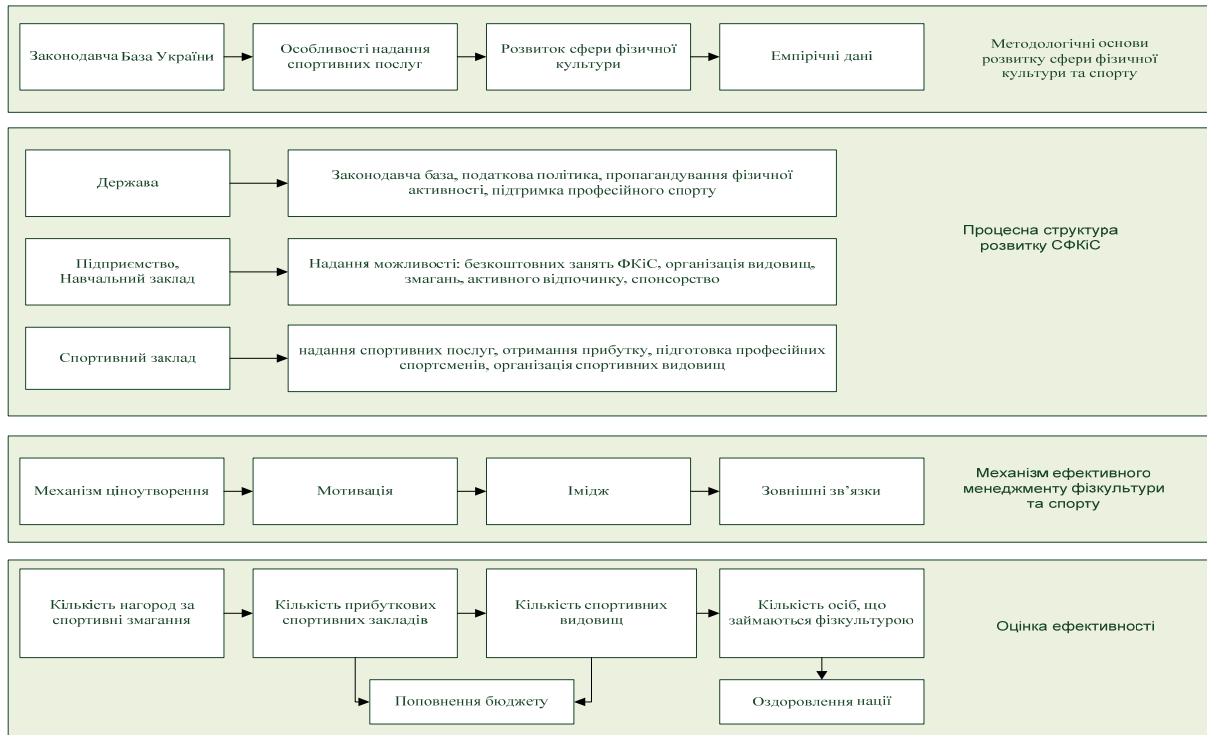 Законодавча База України
Особливості надання
спортивних послуг
Розвиток сфери фізичної
культури
Емпірічні дані
Методологічні основи
розвитку сфери фізичної
культури та спорту
Держава
Законодавча база, податкова політика, пропагандування фізичної
активності, підтримка професійного спорту
Процесна структура
розвитку СФКіС
Підприємство,
Навчальний заклад
Надання можливості: безкоштовних занять ФКіС, організація видовищ,
змагань, активного відпочинку, спонсорство
Спортивний заклад
надання спортивних послуг, отримання прибутку, підготовка професійних
спортсменів, організація спортивних видовищ
Механізм ціноутворення
Мотивація
Імідж
Зовнішні зв’язки
Механізм ефективного
менеджменту фізкультури
та спорту
Кількість нагород за
спортивні змагання
Кількість прибуткових
спортивних закладів
Кількість спортивних
видовищ
Кількість осіб, що
займаються фізкультурою
Оцінка ефективності
Поповнення бюджету
Оздоровлення нації